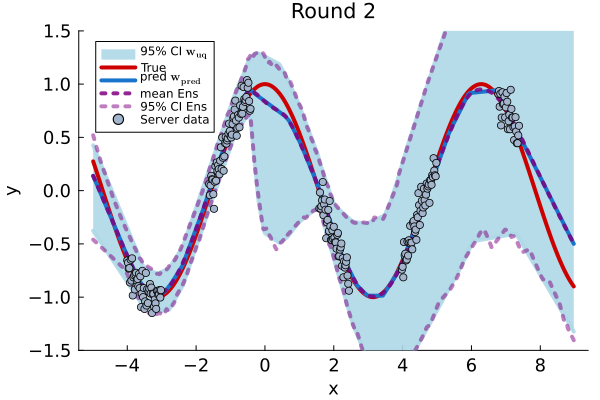 Round 2
1.5
1.0
0.5
0.0
−0.5
−1.0
−1.5
y
95% CI w_uq
True
pred w_pred
mean Ens
95% CI Ens
Server data
−4 −2 0 2 4 6 8
x